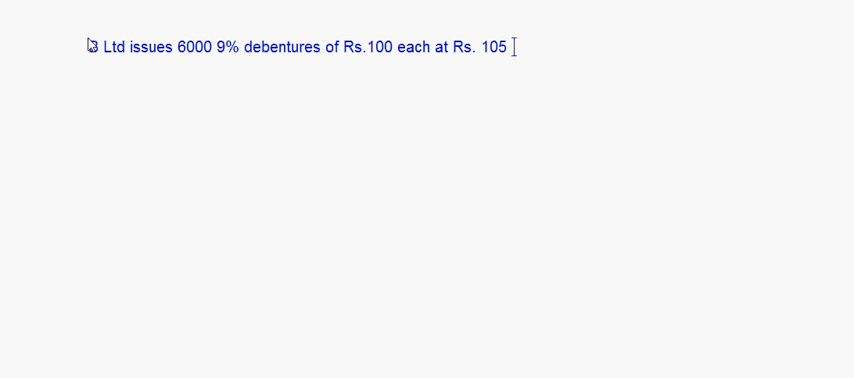 B Ltd issues 6000 9% debentures of Rs.100 each at Rs. 105